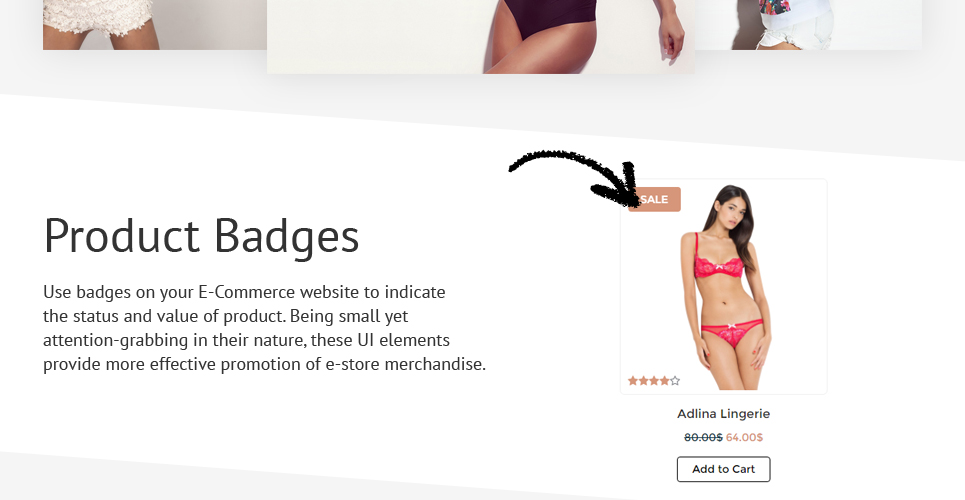 Product Badges
Use badges on your E-Commerce website to indicate
the status and value of product. Being small yet
attention-grabbing in their nature, these UI elements
provide more effective promotion of e-store merchandise.
SALE
Adlina Lingerie
80.00$ 64.00$
Add to Cart